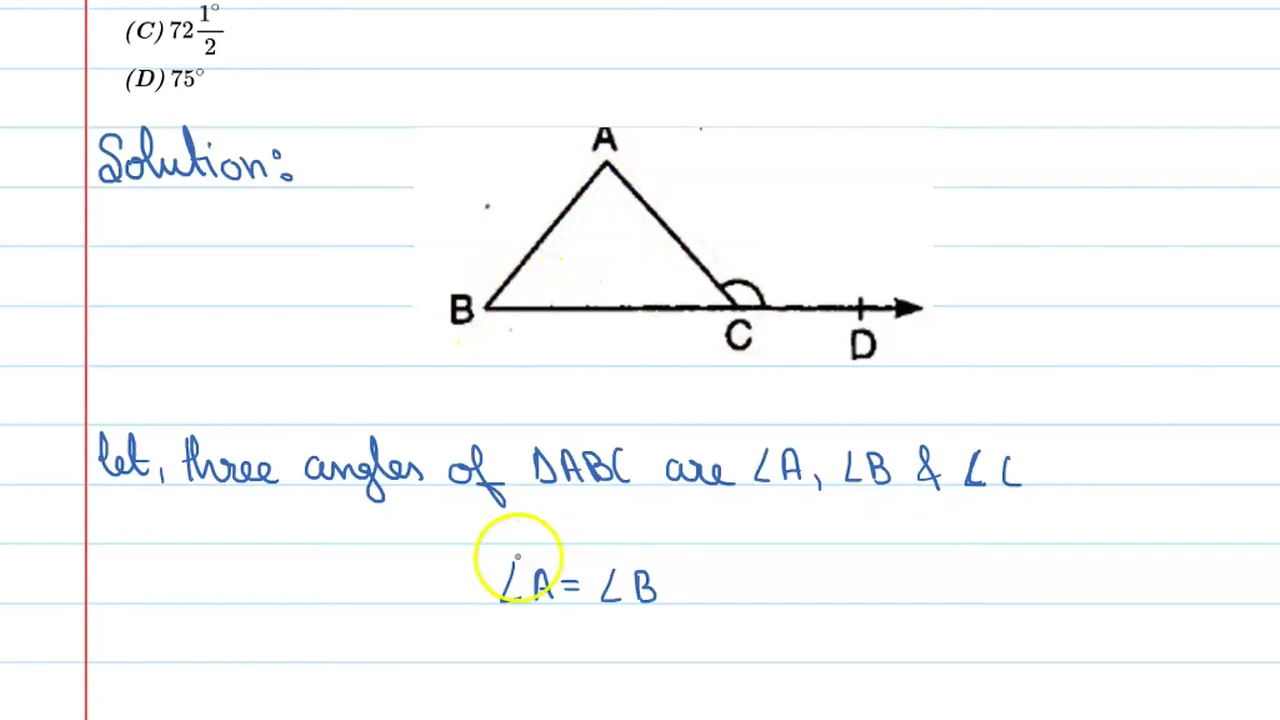 (C) 72 1°/2
(D) 75°
Solution:
A
B
C
D
let, three angles of ΔABC are ∠A, ∠B & ∠C
∠A = ∠B